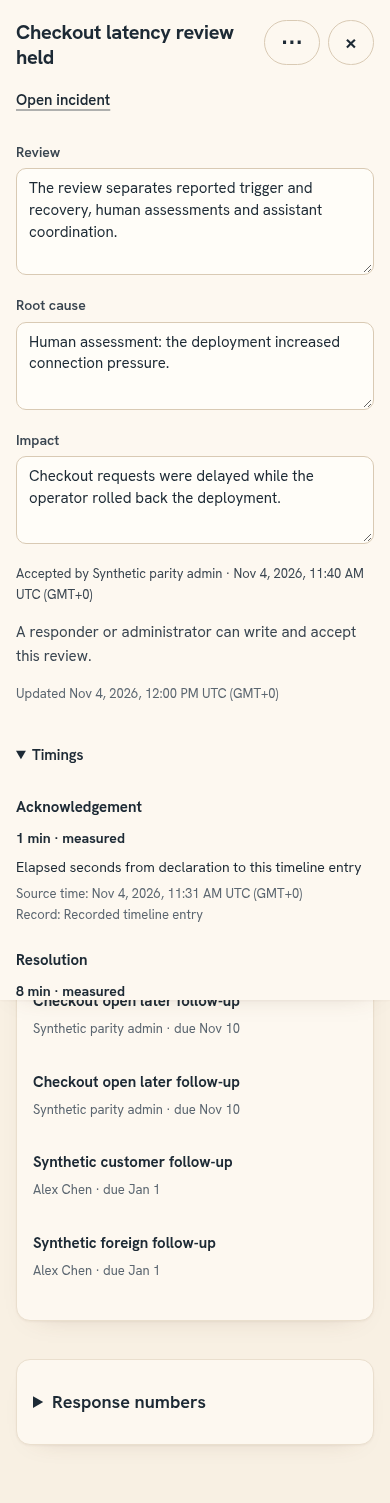 Checkout latency review
held
...
×
Open incident
Review
The review separates reported trigger and
recovery, human assessments and assistant
coordination.
Root cause
Human assessment: the deployment increased
connection pressure.
Impact
Checkout requests were delayed while the
operator rolled back the deployment.
Accepted by Synthetic parity admin · Nov 4, 2026, 11:40 AM
UTC (GMT+0)
A responder or administrator can write and accept
this review.
Updated Nov 4, 2026, 12:00 PM UTC (GMT+0)
▼ Timings
Acknowledgement
1 min · measured
Elapsed seconds from declaration to this timeline entry
Source time: Nov 4, 2026, 11:31 AM UTC (GMT+0)
Record: Recorded timeline entry
Resolution
8 min · measured
Checkout open later follow-up
Synthetic parity admin · due Nov 10
Checkout open later follow-up
Synthetic parity admin · due Nov 10
Synthetic customer follow-up
Alex Chen · due Jan 1
Synthetic foreign follow-up
Alex Chen · due Jan 1
▶ Response numbers